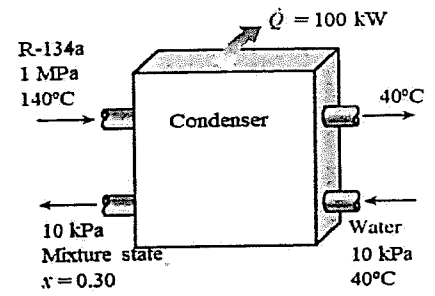 Q̇ = 100 kW
R-134a
1 MPa
140°C
40°C
Condenser
10 kPa
Mixture state
x = 0.30
Water
10 kPa
40°C